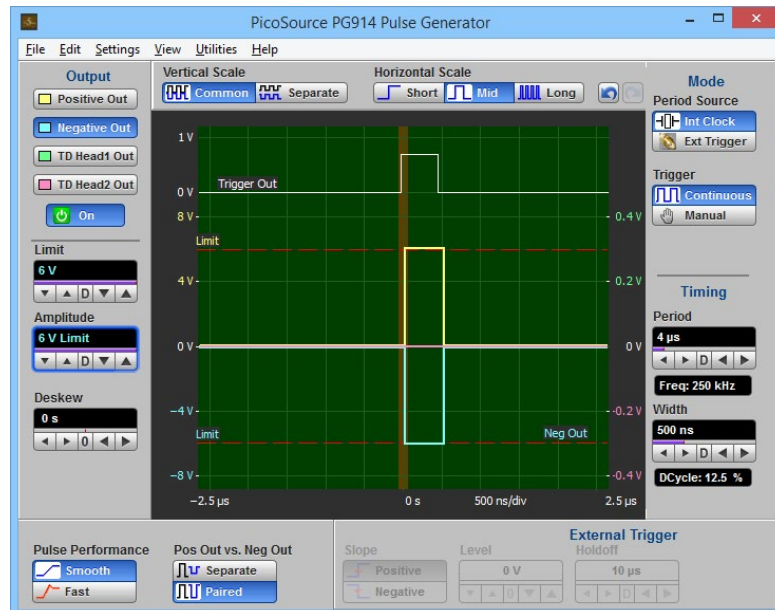 PicoSource PG914 Pulse Generator
File Edit Settings View Utilities Help
Output
Positive Out
Negative Out
TD Head1 Out
TD Head2 Out
On
Limit
6 V
D
Amplitude
6 V Limit
D
Deskew
0 s
0
Vertical Scale
Common Separate
Horizontal Scale
Short Mid Long
1 V
0 V
Trigger Out
8 V
0.4 V
Limit
4 V
0.2 V
0 V
0 V
-4 V
-0.2 V
Limit
Neg Out
-8 V
-0.4 V
-2.5 µs 0 s 500 ns/div 2.5 µs
Mode
Period Source
Int Clock
Ext Trigger
Trigger
Continuous
Manual
Timing
Period
4 µs
D
Freq: 250 kHz
Width
500 ns
D
DCycle: 12.5 %
Pulse Performance
Smooth
Fast
Pos Out vs. Neg Out
Separate
Paired
External Trigger
Slope
Positive
Negative
Level
0 V
0
Holdoff
10 µs
D